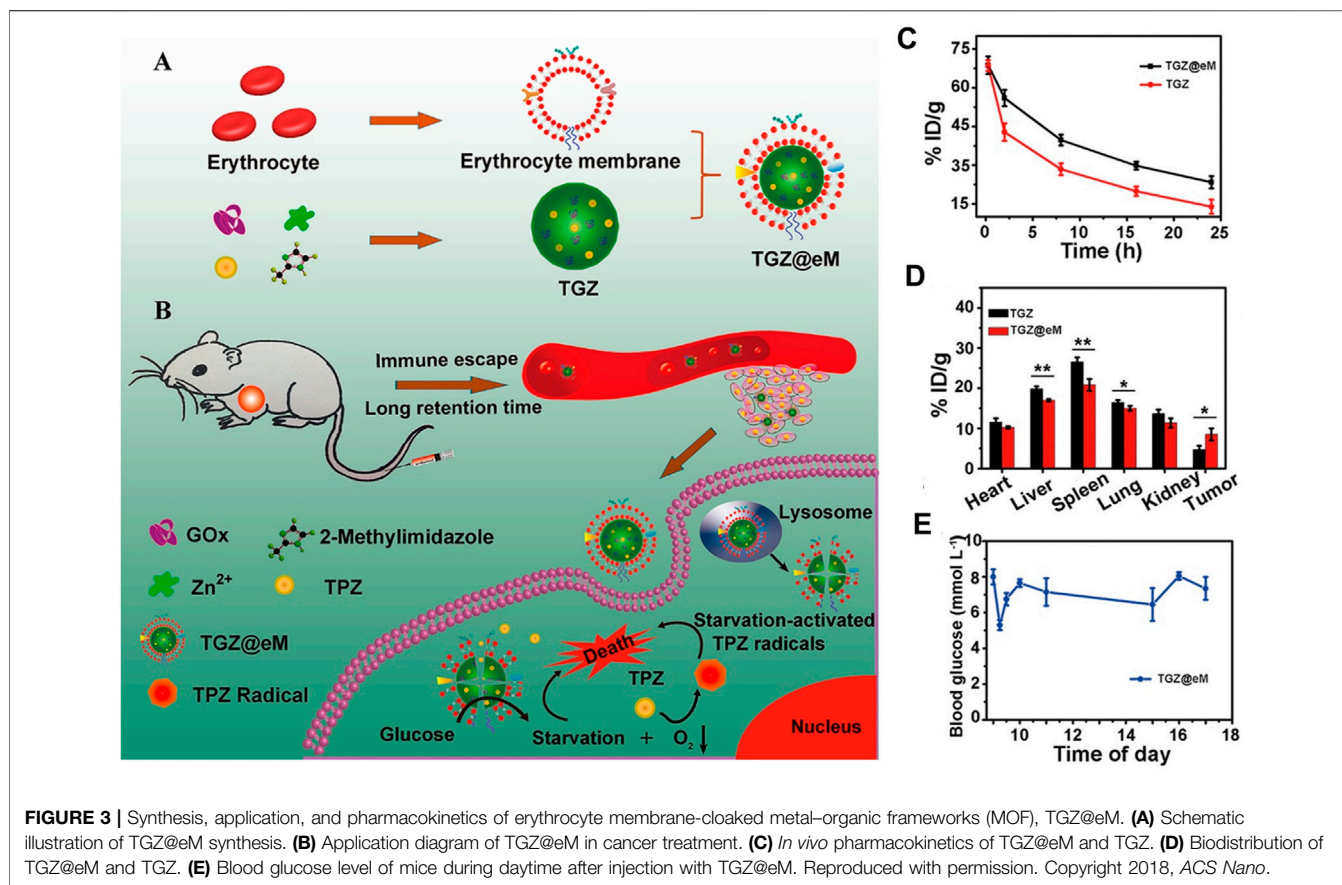 A
Erythrocyte
Erythrocyte membrane
TGZ
TGZ@eM
B
Immune escape
Long retention time
GOx
2-Methylimidazole
Zn2+
TPZ
TGZ@eM
TPZ Radical
Lysosome
Starvation-activated
TPZ radicals
Death
TPZ
Glucose
Starvation + O2
Nucleus
C
% ID/g
75
60
45
35
15
TGZ@eM
TGZ
0 5 10 15 20 25
Time (h)
D
% ID/g
45
40
30
20
10
0
TGZ
TGZ@eM
**
**
*
*
Heart Liver Spleen Lung Kidney Tumor
E
Blood glucose (mmol L-1)
10
8
6
4
2
0
TGZ@eM
10 12 14 16 18
Time of day
FIGURE 3 | Synthesis, application, and pharmacokinetics of erythrocyte membrane-cloaked metal–organic frameworks (MOF), TGZ@eM. (A) Schematic
illustration of TGZ@eM synthesis. (B) Application diagram of TGZ@eM in cancer treatment. (C) In vivo pharmacokinetics of TGZ@eM and TGZ. (D) Biodistribution of
TGZ@eM and TGZ. (E) Blood glucose level of mice during daytime after injection with TGZ@eM. Reproduced with permission. Copyright 2018, ACS Nano.